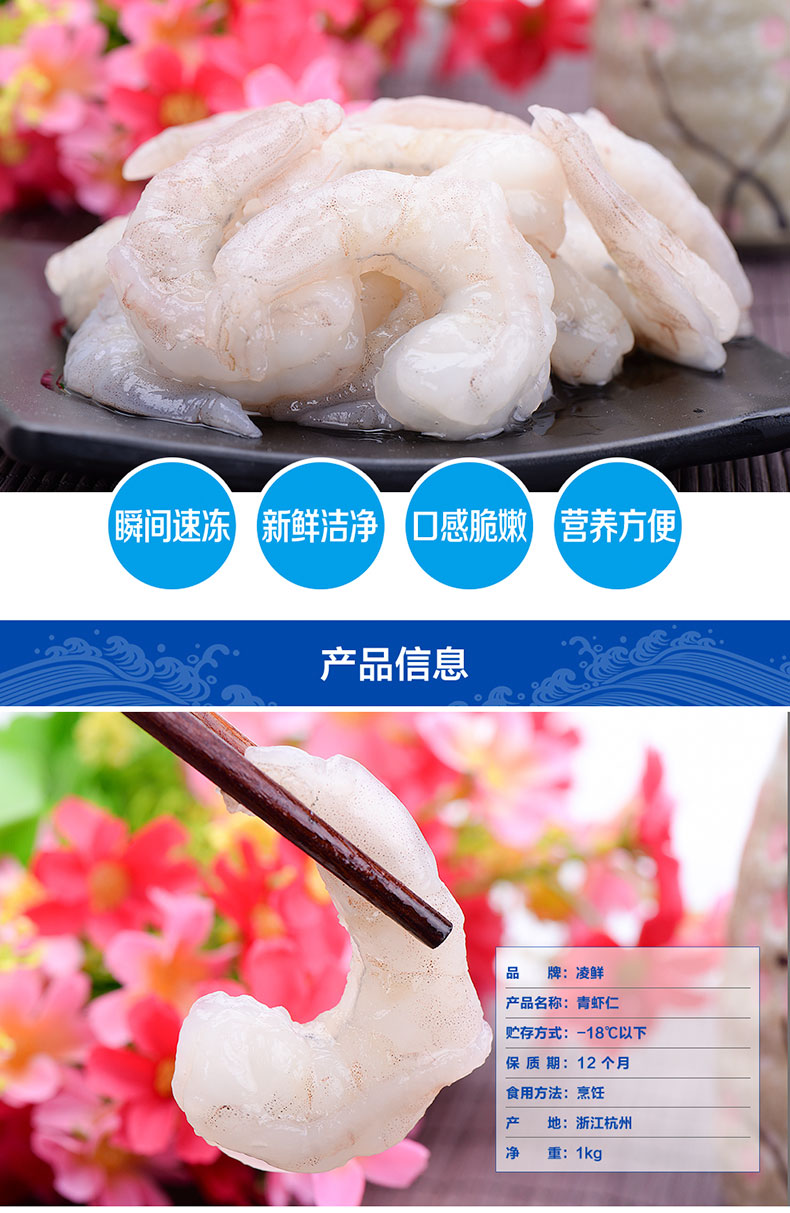 瞬间速冻 新鲜洁净 口感脆嫩 营养方便
产品信息
品 牌：凌鲜
产品名称：青虾仁
贮存方式：-18℃以下
保 质 期：12 个月
食用方法：烹饪
产 地：浙江杭州
净 重：1kg